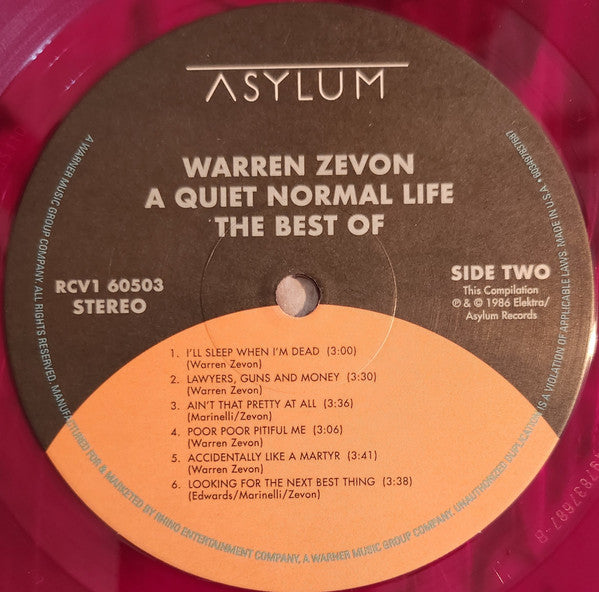 ASYLUM
WARREN ZEVON
A QUIET NORMAL LIFE
THE BEST OF
RCV1 60503
STEREO
SIDE TWO
This Compilation
℗ & © 1986 Elektra/
Asylum Records
1. I'LL SLEEP WHEN I'M DEAD (3:00)
(Warren Zevon)
2. LAWYERS, GUNS AND MONEY (3:30)
(Warren Zevon)
3. AIN'T THAT PRETTY AT ALL (3:36)
(Marinelli/Zevon)
4. POOR POOR PITIFUL ME (3:06)
(Warren Zevon)
5. ACCIDENTALLY LIKE A MARTYR (3:41)
(Warren Zevon)
6. LOOKING FOR THE NEXT BEST THING (3:38)
(Edwards/Marinelli/Zevon)
A WARNER MUSIC GROUP COMPANY. ALL RIGHTS RESERVED. MANUFACTURED FOR & MARKETED BY RHINO ENTERTAINMENT COMPANY, A WARNER MUSIC GROUP COMPANY. UNAUTHORIZED DUPLICATION IS A VIOLATION OF APPLICABLE LAWS. MADE IN U.S.A. • 603497837687